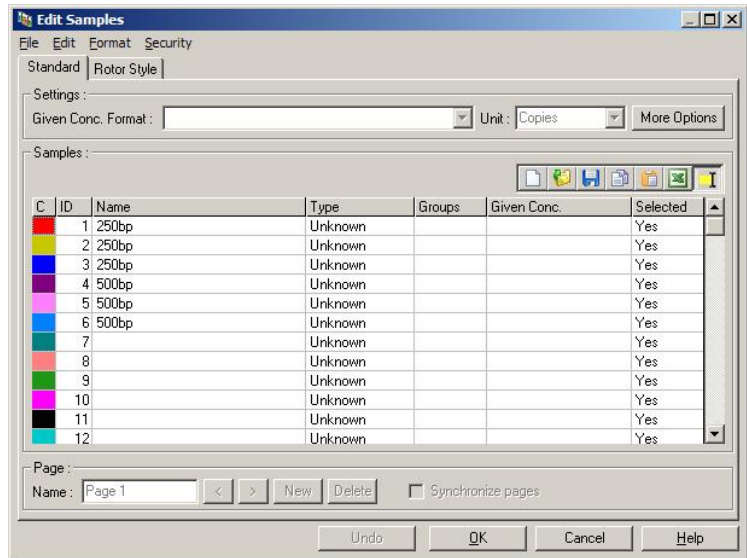 Edit Samples
File Edit Format Security
Standard Rotor Style
Settings :
Given Conc. Format : Unit : Copies More Options
Samples :
C ID Name Type Groups Given Conc. Selected
1 250bp Unknown Yes
2 250bp Unknown Yes
3 250bp Unknown Yes
4 500bp Unknown Yes
5 500bp Unknown Yes
6 500bp Unknown Yes
7 Unknown Yes
8 Unknown Yes
9 Unknown Yes
10 Unknown Yes
11 Unknown Yes
12 Unknown Yes
Page :
Name : Page 1 < > New Delete Synchronize pages
Undo OK Cancel Help